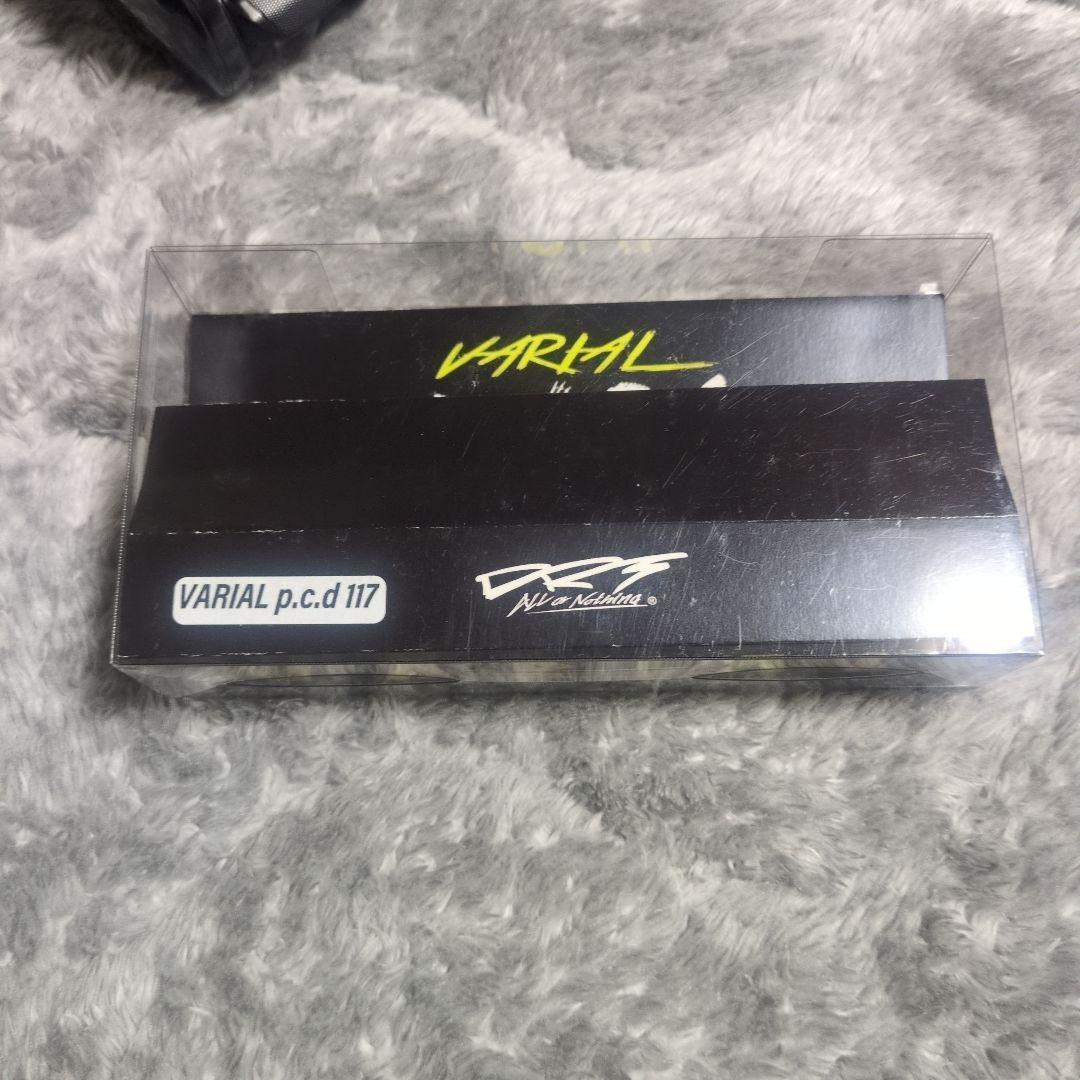 VARIAL
VARIAL p.c.d 117
DRT
All or Nothing ®